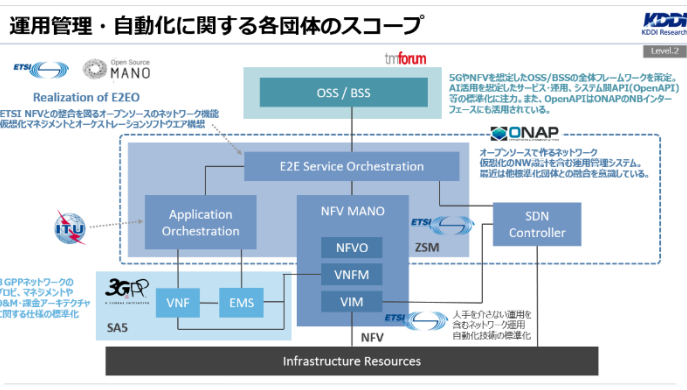 運用管理・自動化に関する各団体のスコープ
KDDI
KDDI Research
Level.2
ETSI
Open Source
MANO
tmforum
Realization of E2EO
ETSI NFVとの整合を図るオープンソースのネットワーク機能
仮想化マネジメントとオーケストレーションソフトウエア構想
OSS / BSS
5GやNFVを想定したOSS/BSSの全体フレームワークを策定。
AI活用を想定したサービス・運用、システム間API(OpenAPI)
等の標準化に注力。また、OpenAPIはONAPのNBインター
フェースにも活用されている。
ONAP
オープンソースで作るネットワーク
仮想化のNW設計を含む運用管理システム。
最近は他標準化団体との融合を意識している。
E2E Service Orchestration
ITU
Application
Orchestration
NFV MANO
NFVO
VNFM
VIM
ETSI
ZSM
SDN
Controller
3GPPネットワークの
プロビ、マネジメントや
O&M・課金アーキテクチャ
に関する仕様の標準化
3GPP
A GLOBAL INITIATIVE
SA5
VNF
EMS
ETSI
NFV
人手を介さない運用を
含むネットワーク運用
自動化技術の標準化
Infrastructure Resources